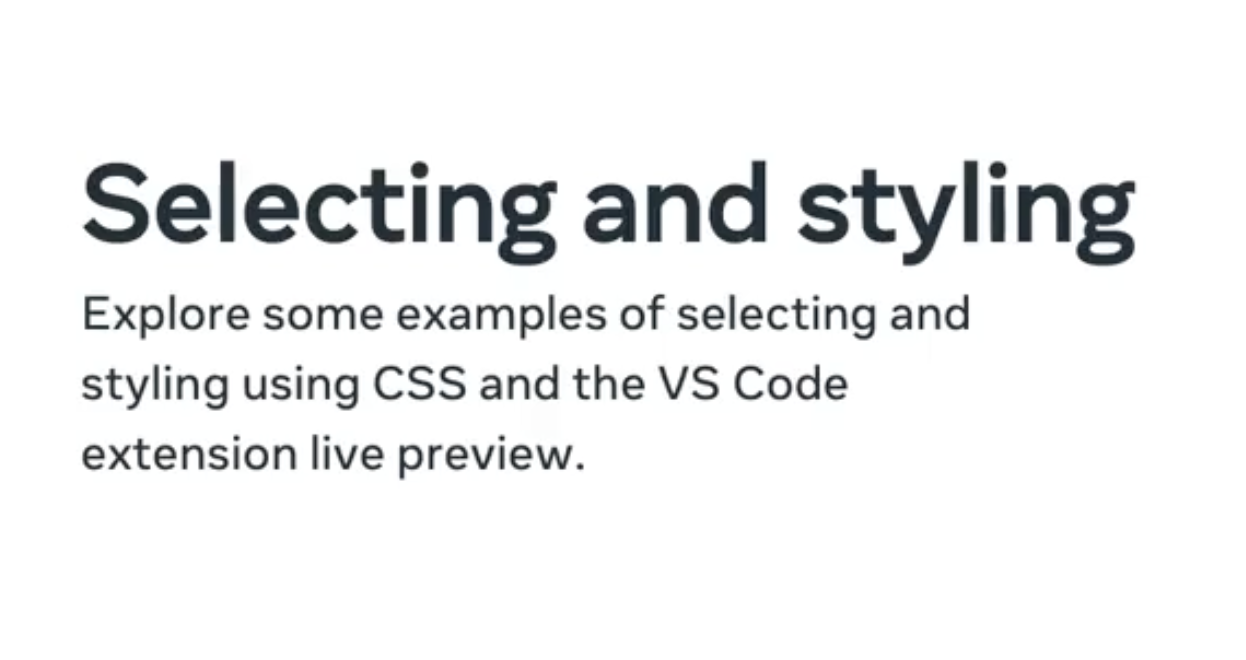 Selecting and styling
Explore some examples of selecting and
styling using CSS and the VS Code
extension live preview.